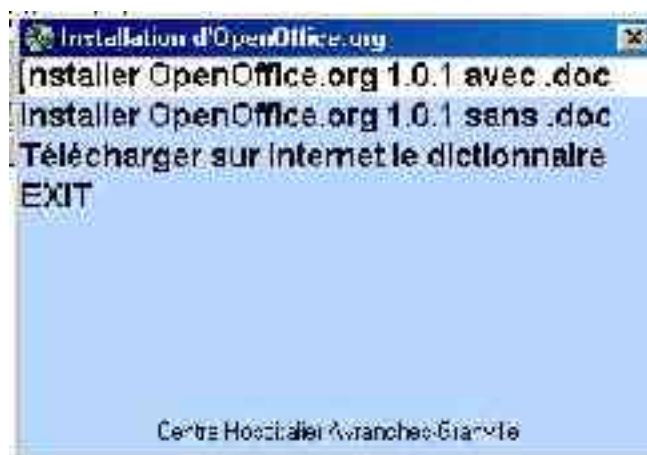 Installation d'OpenOffice.org
Installer OpenOffice.org 1.0.1 avec .doc
Installer OpenOffice.org 1.0.1 sans .doc
Télécharger sur internet le dictionnaire
EXIT
Centre Hospitalier Avranches-Granville